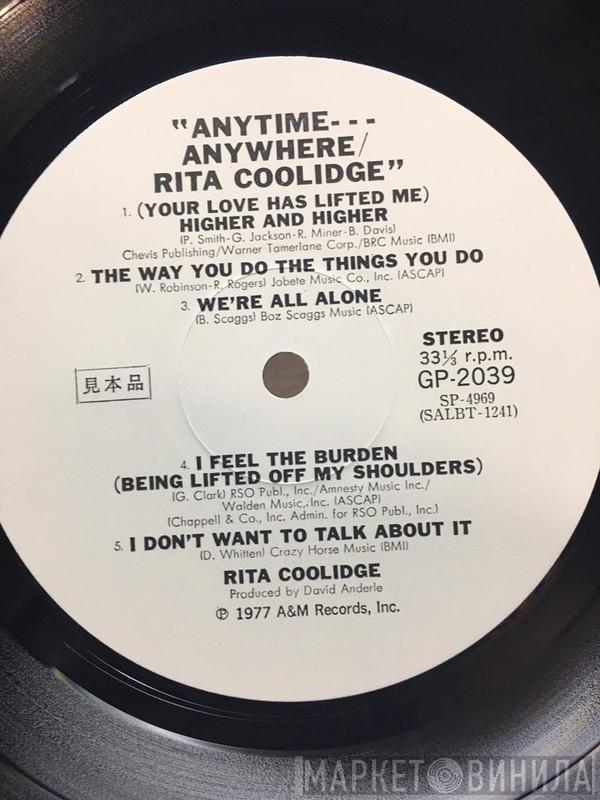 "ANYTIME---
ANYWHERE/
RITA COOLIDGE"
1. (YOUR LOVE HAS LIFTED ME)
HIGHER AND HIGHER
(P. Smith-G. Jackson-R. Miner-B. Davis)
Chevis Publishing/Warner Tamerlane Corp./BRC Music (BMI)
2. THE WAY YOU DO THE THINGS YOU DO
(W. Robinson-R. Rogers) Jobete Music Co., Inc. (ASCAP)
3. WE'RE ALL ALONE
(B. Scaggs) Boz Scaggs Music (ASCAP)
見本品
STEREO
33⅓ r.p.m.
GP-2039
SP-4969
(SALBT-1241)
4. I FEEL THE BURDEN
(BEING LIFTED OFF MY SHOULDERS)
(G. Clark) RSO Publ., Inc./Amnesty Music Inc./
Walden Music,. Inc. (ASCAP)
(Chappell & Co., Inc. Admin. for RSO Publ., Inc.)
5. I DON'T WANT TO TALK ABOUT IT
(D. Whitten) Crazy Horse Music (BMI)
RITA COOLIDGE
Produced by David Anderle
℗ 1977 A&M Records, Inc.
МАРКЕТ ВИНИЛА